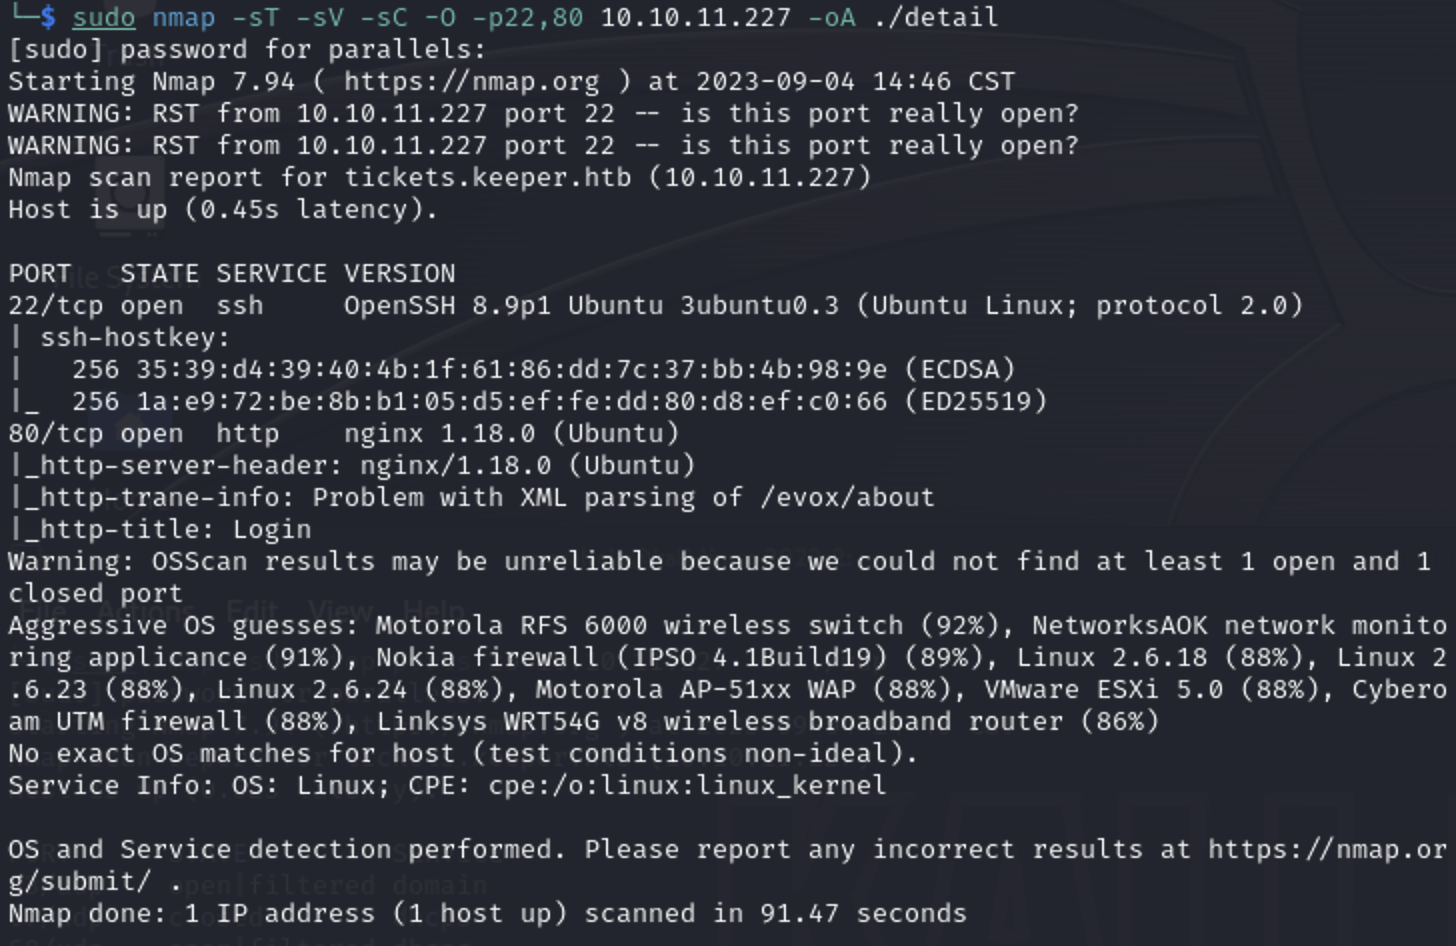 └─$ sudo nmap -sT -sV -sC -O -p22,80 10.10.11.227 -oA ./detail
[sudo] password for parallels:
Starting Nmap 7.94 ( https://nmap.org ) at 2023-09-04 14:46 CST
WARNING: RST from 10.10.11.227 port 22 -- is this port really open?
WARNING: RST from 10.10.11.227 port 22 -- is this port really open?
Nmap scan report for tickets.keeper.htb (10.10.11.227)
Host is up (0.45s latency).
PORT   STATE SERVICE VERSION
22/tcp open  ssh     OpenSSH 8.9p1 Ubuntu 3ubuntu0.3 (Ubuntu Linux; protocol 2.0)
| ssh-hostkey:
|   256 35:39:d4:39:40:4b:1f:61:86:dd:7c:37:bb:4b:98:9e (ECDSA)
|_  256 1a:e9:72:be:8b:b1:05:d5:ef:fe:dd:80:d8:ef:c0:66 (ED25519)
80/tcp open  http    nginx 1.18.0 (Ubuntu)
|_http-server-header: nginx/1.18.0 (Ubuntu)
|_http-trane-info: Problem with XML parsing of /evox/about
|_http-title: Login
Warning: OSScan results may be unreliable because we could not find at least 1 open and 1
closed port
File Actions Edit View Help
Aggressive OS guesses: Motorola RFS 6000 wireless switch (92%), NetworksAOK network monito
ring applicance (91%), Nokia firewall (IPSO 4.1Build19) (89%), Linux 2.6.18 (88%), Linux 2
.6.23 (88%), Linux 2.6.24 (88%), Motorola AP-51xx WAP (88%), VMware ESXi 5.0 (88%), Cybero
am UTM firewall (88%), Linksys WRT54G v8 wireless broadband router (86%)
No exact OS matches for host (test conditions non-ideal).
Service Info: OS: Linux; CPE: cpe:/o:linux:linux_kernel
OS and Service detection performed. Please report any incorrect results at https://nmap.or
g/submit/ .
Nmap done: 1 IP address (1 host up) scanned in 91.47 seconds